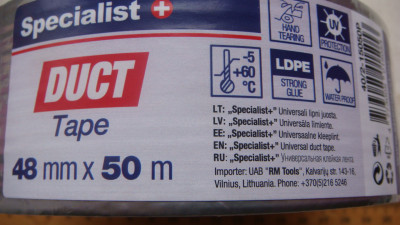 Specialist+
DUCT
Tape
48 mm x 50 m
HAND
TEARING
UV
PROTECTION
-5
+60
°C
LDPE
STRONG
GLUE
WATER PROOF
LT: „Specialist+" Universali lipni juosta.
LV: „Specialist+" Universāla līmlente.
EE: „Specialist+" Universaalne kleeplint.
EN: „Specialist+" Universal duct tape.
RU: „Specialist+" Универсальная клейкая лента.
Importer: UAB "RM Tools", Kalvarijų str. 143-18,
Vilnius, Lithuania. Phone: +370(5)216 5246